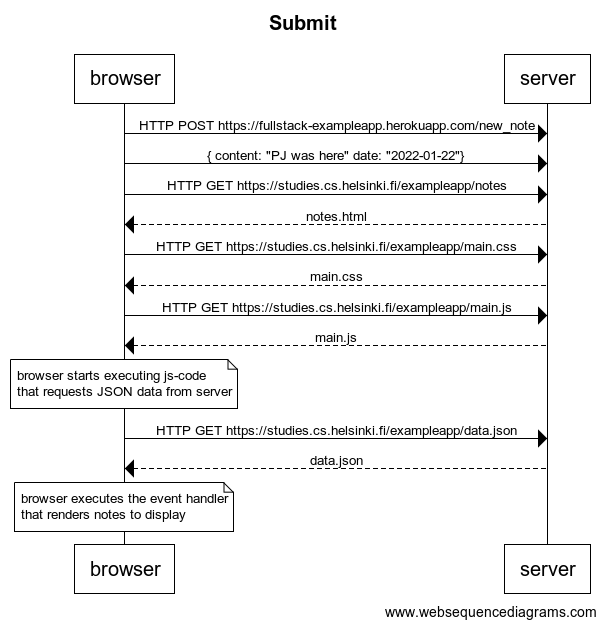 Submit
browser
server
HTTP POST https://fullstack-exampleapp.herokuapp.com/new_note
{ content: "PJ was here" date: "2022-01-22"}
HTTP GET https://studies.cs.helsinki.fi/exampleapp/notes
notes.html
HTTP GET https://studies.cs.helsinki.fi/exampleapp/main.css
main.css
HTTP GET https://studies.cs.helsinki.fi/exampleapp/main.js
main.js
browser starts executing js-code
that requests JSON data from server
HTTP GET https://studies.cs.helsinki.fi/exampleapp/data.json
data.json
browser executes the event handler
that renders notes to display
browser
server
www.websequencediagrams.com